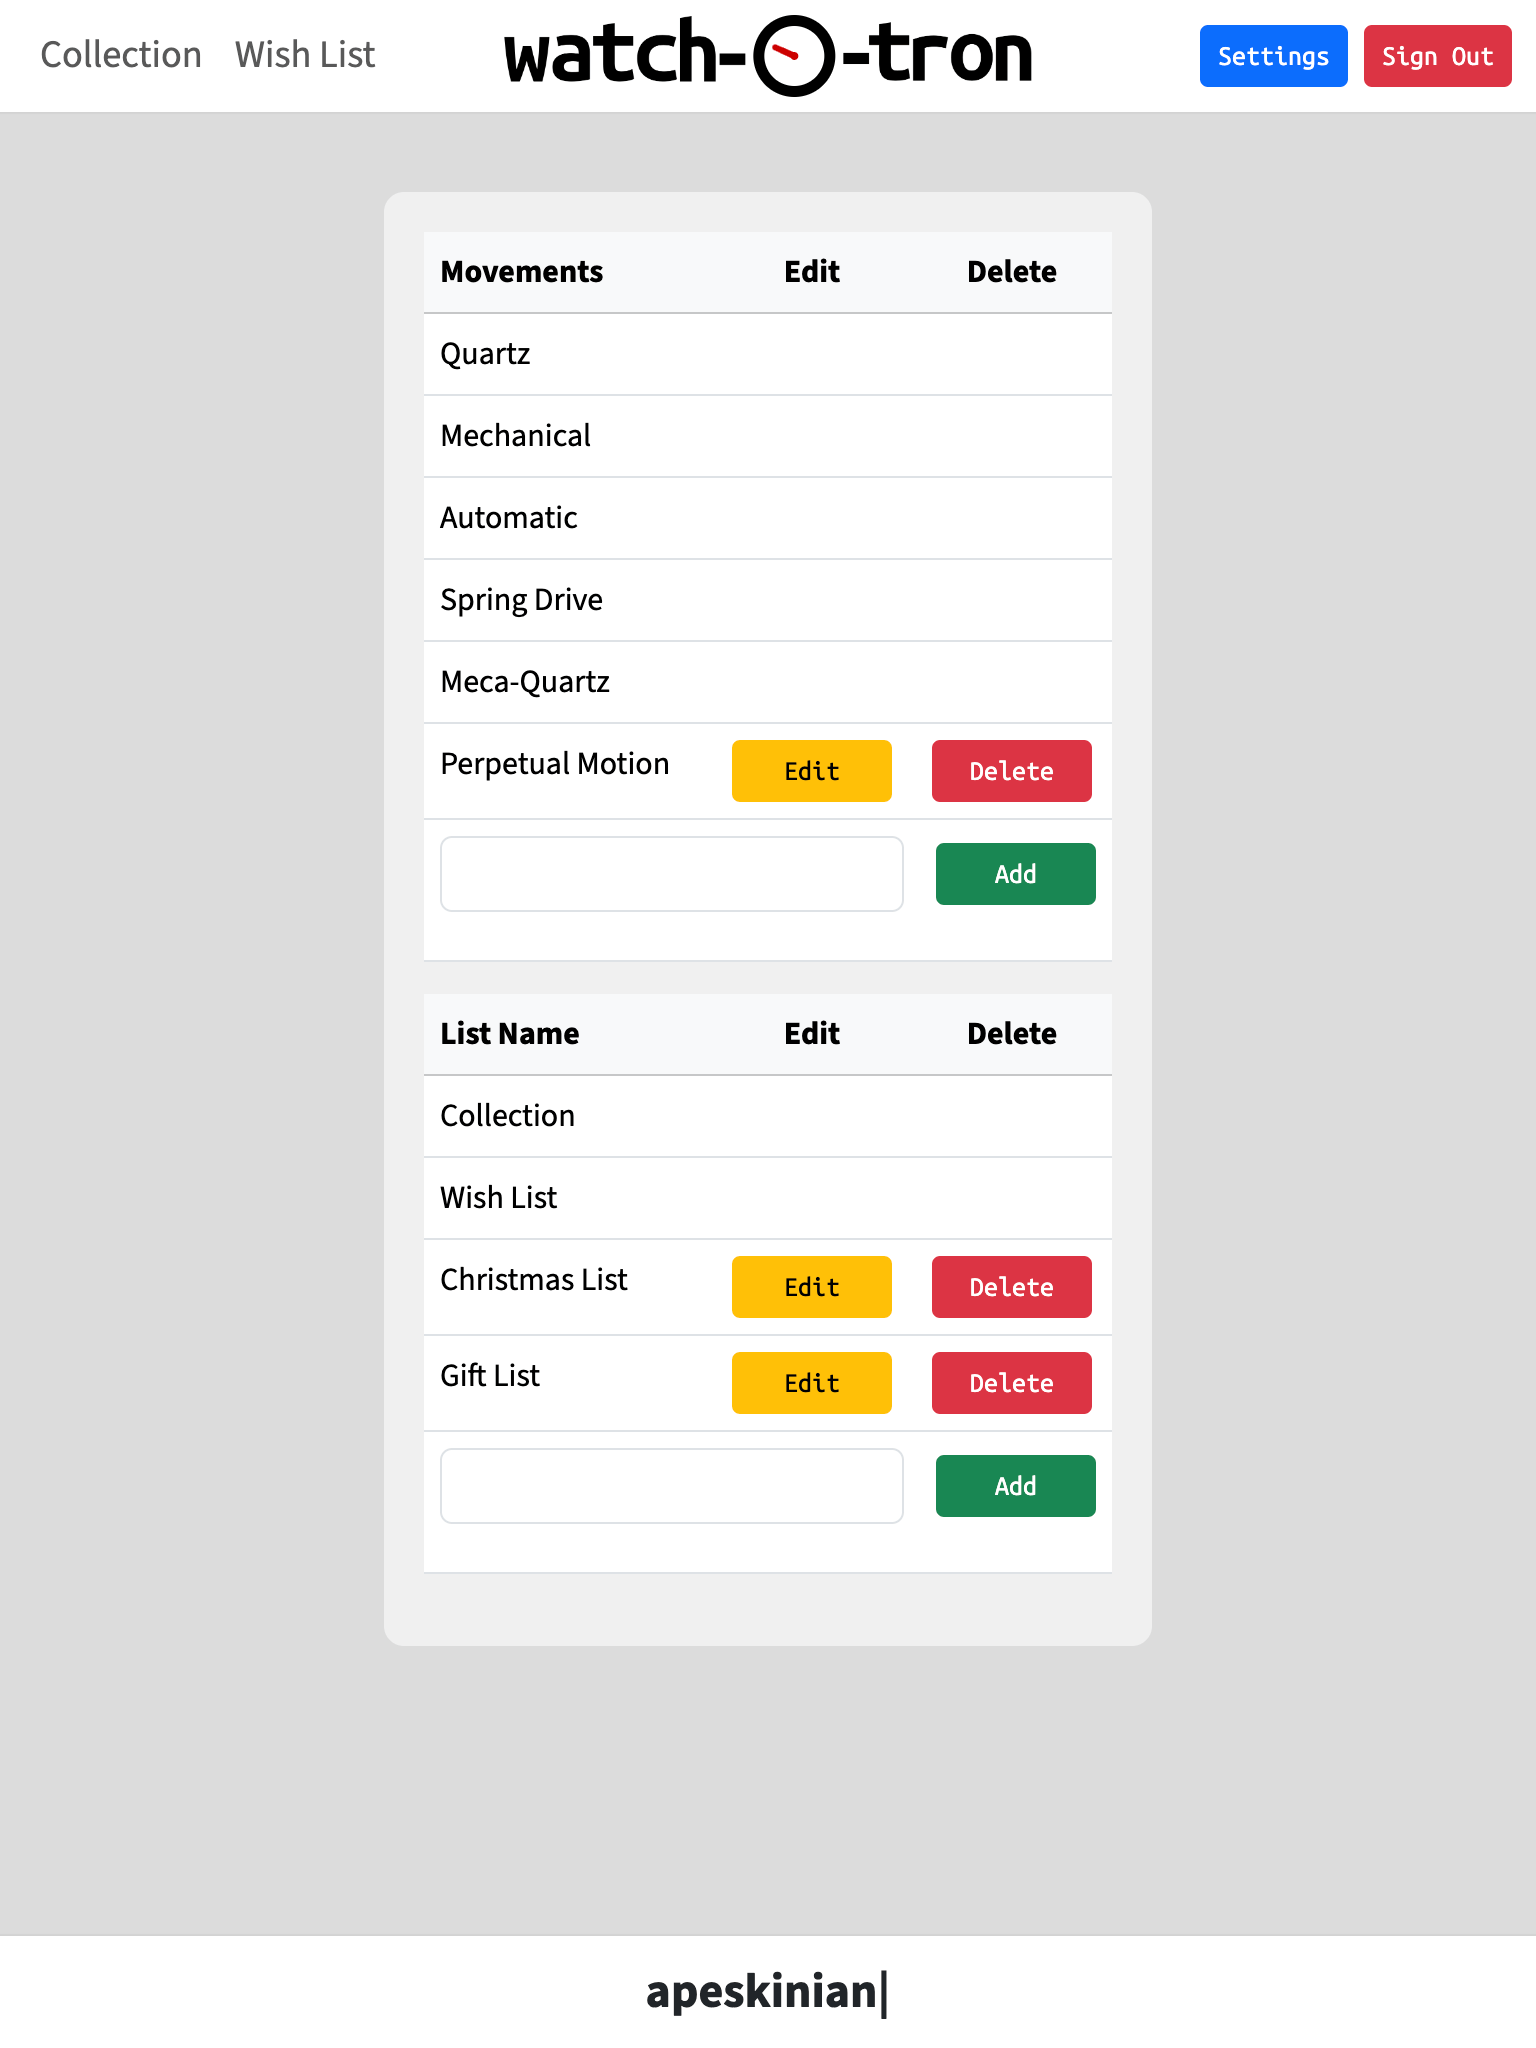 Collection Wish List watch-O-tron Settings Sign Out
Movements Edit Delete
Quartz
Mechanical
Automatic
Spring Drive
Meca-Quartz
Perpetual Motion Edit Delete
Add
List Name Edit Delete
Collection
Wish List
Christmas List Edit Delete
Gift List Edit Delete
Add
apeskinian|